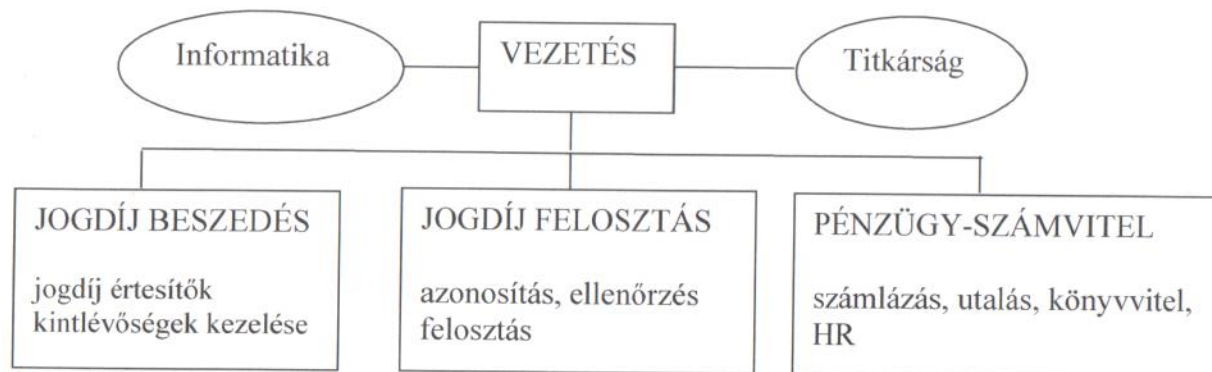 Informatika
VEZETÉS
Titkárság
JOGDÍJ BESZEDÉS
jogdíj értesítők
kintlévőségek kezelése
JOGDÍJ FELOSZTÁS
azonosítás, ellenőrzés
felosztás
PÉNZÜGY-SZÁMVITEL
számlázás, utalás, könyvvitel,
HR